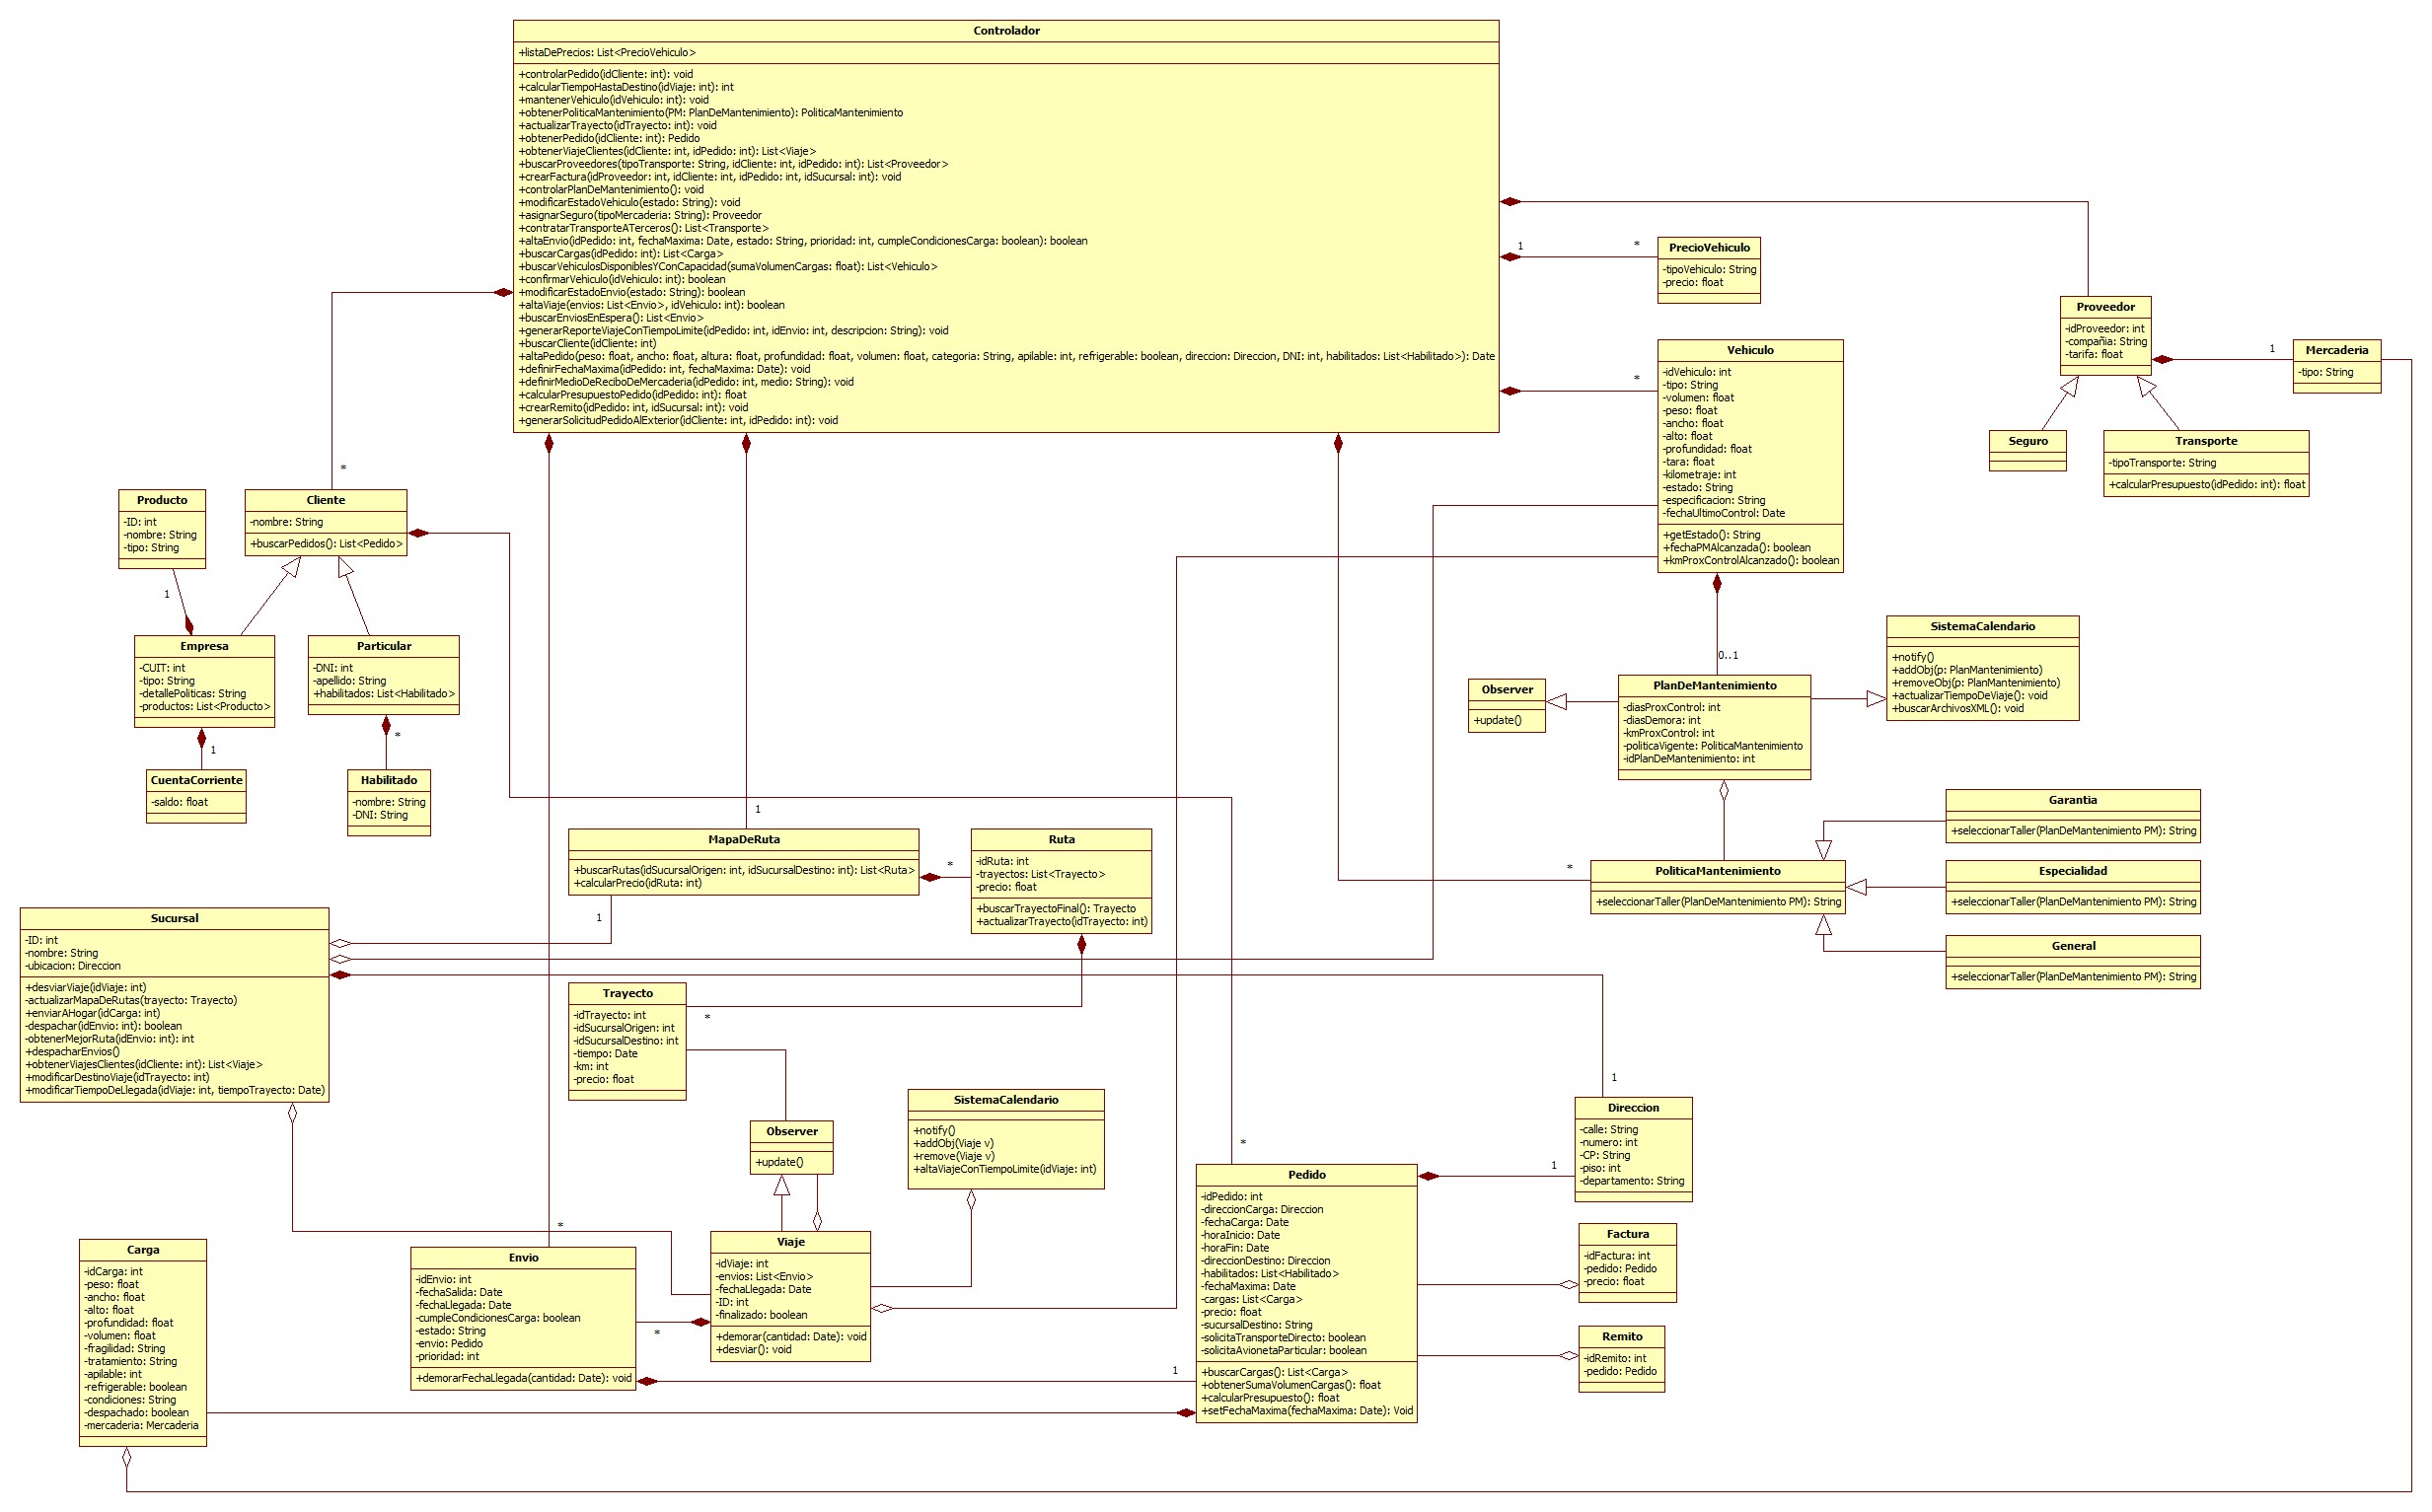 Controlador
+listaDePrecios: List<PrecioVehiculo>
+controlarPedido(idCliente: int): void
+calcularTiempoHastaDestino(idViaje: int): int
+mantenerVehiculo(idVehiculo: int): void
+obtenerPoliticaMantenimiento(PM: PlanDeMantenimiento): PoliticaMantenimiento
+actualizarTrayecto(idTrayecto: int): void
+obtenerPedido(idCliente: int): Pedido
+obtenerViajeClientes(idCliente: int, idPedido: int): List<Viaje>
+buscarProveedores(tipoTransporte: String, idCliente: int, idPedido: int): List<Proveedor>
+crearFactura(idProveedor: int, idCliente: int, idPedido: int, idSucursal: int): void
+controlarPlanDeMantenimiento(): void
+modificarEstadoVehiculo(estado: String): void
+asignarSeguro(tipoMercaderia: String): Proveedor
+contratarTransporteATerceros(): List<Transporte>
+altaEnvio(idPedido: int, fechaMaxima: Date, estado: String, prioridad: int, cumpleCondicionesCarga: boolean): boolean
+buscarCargas(idPedido: int): List<Carga>
+buscarVehiculosDisponiblesYConCapacidad(sumaVolumenCargas: float): List<Vehiculo>
+confirmarVehiculo(idVehiculo: int): boolean
+modificarEstadoEnvio(estado: String): boolean
+altaViaje(envios: List<Envio>, idVehiculo: int): boolean
+buscarEnviosEnEspera(): List<Envio>
+generarReporteViajeConTiempoLimite(idPedido: int, idEnvio: int, descripcion: String): void
+buscarCliente(idCliente: int)
+altaPedido(peso: float, ancho: float, altura: float, profundidad: float, volumen: float, categoria: String, apilable: int, refrigerable: boolean, direccion: Direccion, DNI: int, habilitados: List<Habilitado>): Date
+definirFechaMaxima(idPedido: int, fechaMaxima: Date): void
+definirMedioDeReciboDeMercaderia(idPedido: int, medio: String): void
+calcularPresupuestoPedido(idPedido: int): float
+crearRemito(idPedido: int, idSucursal: int): void
+generarSolicitudPedidoAlExterior(idCliente: int, idPedido: int): void
1
*
PrecioVehiculo
-tipoVehiculo: String
-precio: float
Proveedor
-idProveedor: int
-compañia: String
-tarifa: float
1
Mercaderia
-tipo: String
Seguro
Transporte
-tipoTransporte: String
+calcularPresupuesto(idPedido: int): float
*
Vehiculo
-idVehiculo: int
-tipo: String
-volumen: float
-peso: float
-ancho: float
-alto: float
-profundidad: float
-tara: float
-kilometraje: int
-estado: String
-especificacion: String
-fechaUltimoControl: Date
+getEstado(): String
+fechaPMAlcanzada(): boolean
+kmProxControlAlcanzado(): boolean
*
Producto
-ID: int
-nombre: String
-tipo: String
Cliente
-nombre: String
+buscarPedidos(): List<Pedido>
1
Empresa
-CUIT: int
-tipo: String
-detallePoliticas: String
-productos: List<Producto>
Particular
-DNI: int
-apellido: String
+habilitados: List<Habilitado>
1
*
CuentaCorriente
-saldo: float
Habilitado
-nombre: String
-DNI: String
0..1
SistemaCalendario
+notify()
+addObj(p: PlanMantenimiento)
+removeObj(p: PlanMantenimiento)
+actualizarTiempoDeViaje(): void
+buscarArchivosXML(): void
Observer
+update()
PlanDeMantenimiento
-diasProxControl: int
-diasDemora: int
-kmProxControl: int
-politicaVigente: PoliticaMantenimiento
-idPlanDeMantenimiento: int
1
MapaDeRuta
+buscarRutas(idSucursalOrigen: int, idSucursalDestino: int): List<Ruta>
+calcularPrecio(idRuta: int)
*
Ruta
-idRuta: int
-trayectos: List<Trayecto>
-precio: float
+buscarTrayectoFinal(): Trayecto
+actualizarTrayecto(idTrayecto: int)
*
PoliticaMantenimiento
+seleccionarTaller(PlanDeMantenimiento PM): String
Garantia
+seleccionarTaller(PlanDeMantenimiento PM): String
Especialidad
+seleccionarTaller(PlanDeMantenimiento PM): String
General
+seleccionarTaller(PlanDeMantenimiento PM): String
Sucursal
-ID: int
-nombre: String
-ubicacion: Direccion
+desviarViaje(idViaje: int)
-actualizarMapaDeRutas(trayecto: Trayecto)
+enviarAHogar(idCarga: int)
-despachar(idEnvio: int): boolean
-obtenerMejorRuta(idEnvio: int): int
+despacharEnvios()
+obtenerViajesClientes(idCliente: int): List<Viaje>
+modificarDestinoViaje(idTrayecto: int)
+modificarTiempoDeLlegada(idViaje: int, tiempoTrayecto: Date)
1
Trayecto
-idTrayecto: int
-idSucursalOrigen: int
-idSucursalDestino: int
-tiempo: Date
-km: int
-precio: float
*
Observer
+update()
SistemaCalendario
+notify()
+addObj(Viaje v)
+remove(Viaje v)
+altaViajeConTiempoLimite(idViaje: int)
1
Direccion
-calle: String
-numero: int
-CP: String
-piso: int
-departamento: String
*
1
Pedido
-idPedido: int
-direccionCarga: Direccion
-fechaCarga: Date
-horaInicio: Date
-horaFin: Date
-direccionDestino: Direccion
-habilitados: List<Habilitado>
-fechaMaxima: Date
-cargas: List<Carga>
-precio: float
-sucursalDestino: String
-solicitaTransporteDirecto: boolean
-solicitaAvionetaParticular: boolean
+buscarCargas(): List<Carga>
+obtenerSumaVolumenCargas(): float
+calcularPresupuesto(): float
+setFechaMaxima(fechaMaxima: Date): Void
Factura
-idFactura: int
-pedido: Pedido
-precio: float
Remito
-idRemito: int
-pedido: Pedido
Carga
-idCarga: int
-peso: float
-ancho: float
-alto: float
-profundidad: float
-volumen: float
-fragilidad: String
-tratamiento: String
-apilable: int
-refrigerable: boolean
-condiciones: String
-despachado: boolean
-mercaderia: Mercaderia
*
Envio
-idEnvio: int
-fechaSalida: Date
-fechaLlegada: Date
-cumpleCondicionesCarga: boolean
-estado: String
-envio: Pedido
-prioridad: int
+demorarFechaLlegada(cantidad: Date): void
*
Viaje
-idViaje: int
-envios: List<Envio>
-fechaLlegada: Date
-ID: int
-finalizado: boolean
+demorar(cantidad: Date): void
+desviar(): void
1